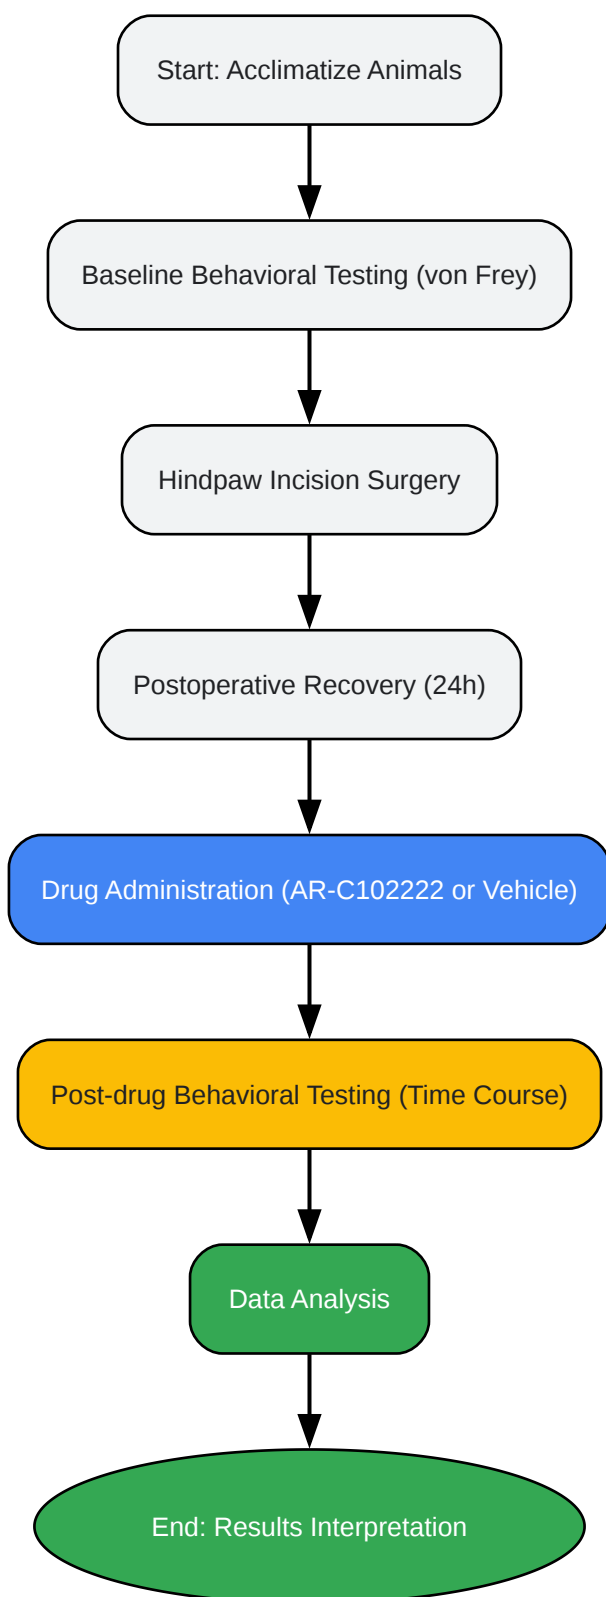 Start: Acclimatize Animals
Baseline Behavioral Testing (von Frey)
Hindpaw Incision Surgery
Postoperative Recovery (24h)
Drug Administration (AR-C102222 or Vehicle)
Post-drug Behavioral Testing (Time Course)
Data Analysis
End: Results Interpretation